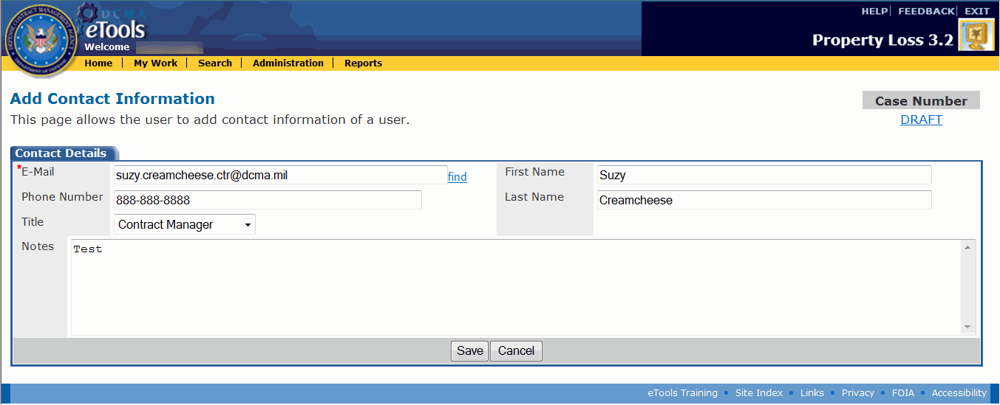 HELP | FEEDBACK | EXIT
DCMA
eTools
Property Loss 3.2
Welcome
Home | My Work | Search | Administration | Reports
Add Contact Information
Case Number
This page allows the user to add contact information of a user.
DRAFT
Contact Details
*E-Mail suzy.creamcheese.ctr@dcma.mil find First Name Suzy
Phone Number 888-888-8888 Last Name Creamcheese
Title Contract Manager
Notes Test
Save Cancel
eTools Training • Site Index • Links • Privacy • FOIA • Accessibility